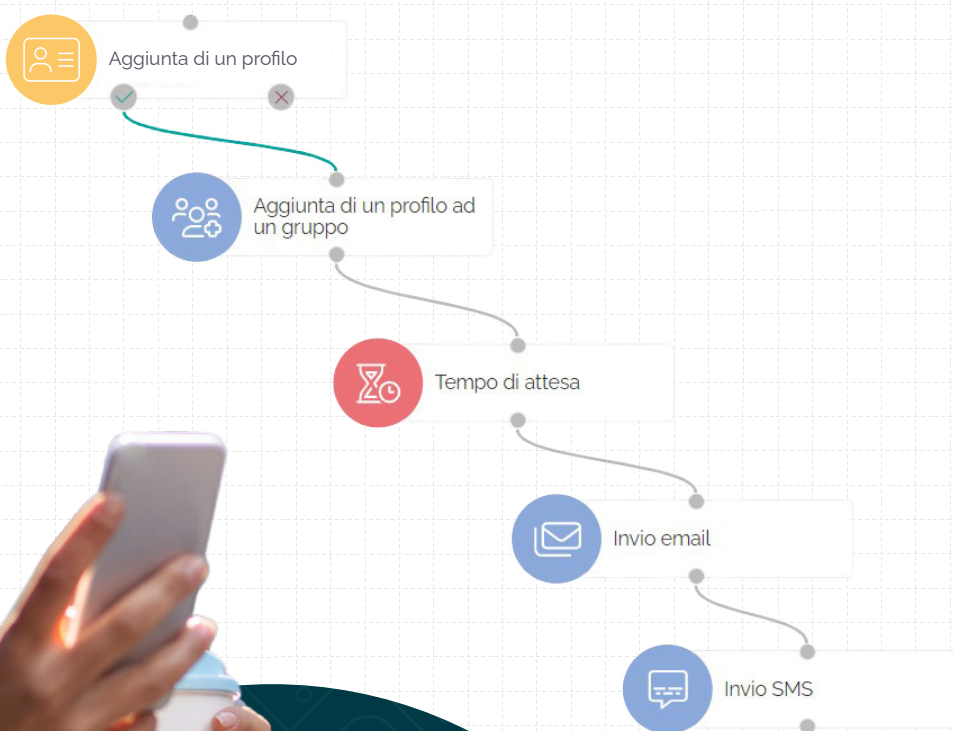 Aggiunta di un profilo
Aggiunta di un profilo ad
un gruppo
Tempo di attesa
Invio email
Invio SMS